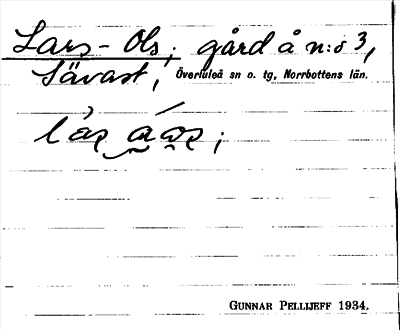 Lars-Ols; gård å n:o 3,
Sävast, Överluleå sn o. tg, Norrbottens län.
GUNNAR PELLIJEFF 1934.